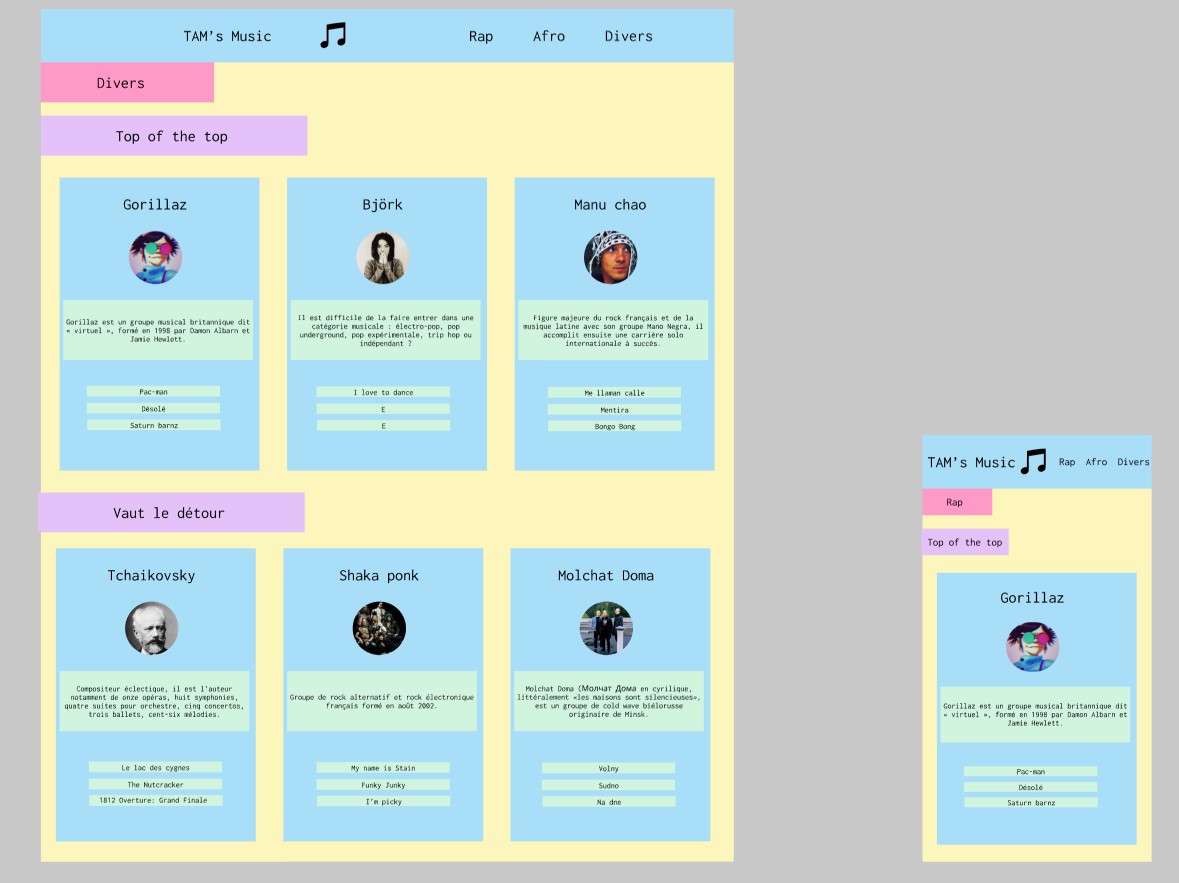 TAM’s Music Rap Afro Divers
Divers
Top of the top
Gorillaz
Gorillaz est un groupe musical britannique dit
« virtuel », formé en 1998 par Damon Albarn et
Jamie Hewlett.
Pac-man
Désolé
Saturn barnz
Björk
Il est difficile de la faire entrer dans une
catégorie musicale : électro-pop, pop
underground, pop expérimentale, trip hop ou
indépendant ?
I love to dance
E
E
Manu chao
Figure majeure du rock français et de la
musique latine avec son groupe Mano Negra, il
accomplit ensuite une carrière solo
internationale à succès.
Me llaman calle
Mentira
Bongo Bong
Vaut le détour
Tchaikovsky
Compositeur éclectique, il est l'auteur
notamment de onze opéras, huit symphonies,
quatre suites pour orchestre, cinq concertos,
trois ballets, cent-six mélodies.
Le lac des cygnes
The Nutcracker
1812 Overture: Grand Finale
Shaka ponk
Groupe de rock alternatif et rock électronique
français formé en août 2002.
My name is Stain
Funky Junky
I’m picky
Molchat Doma
Molchat Doma (Молчат Дома en cyrilique,
littéralement «les maisons sont silencieuses»,
est un groupe de cold wave biélorusse
originaire de Minsk.
Volny
Sudno
Na dne
TAM’s Music Rap Afro Divers
Rap
Top of the top
Gorillaz
Gorillaz est un groupe musical britannique dit
« virtuel », formé en 1998 par Damon Albarn et
Jamie Hewlett.
Pac-man
Désolé
Saturn barnz